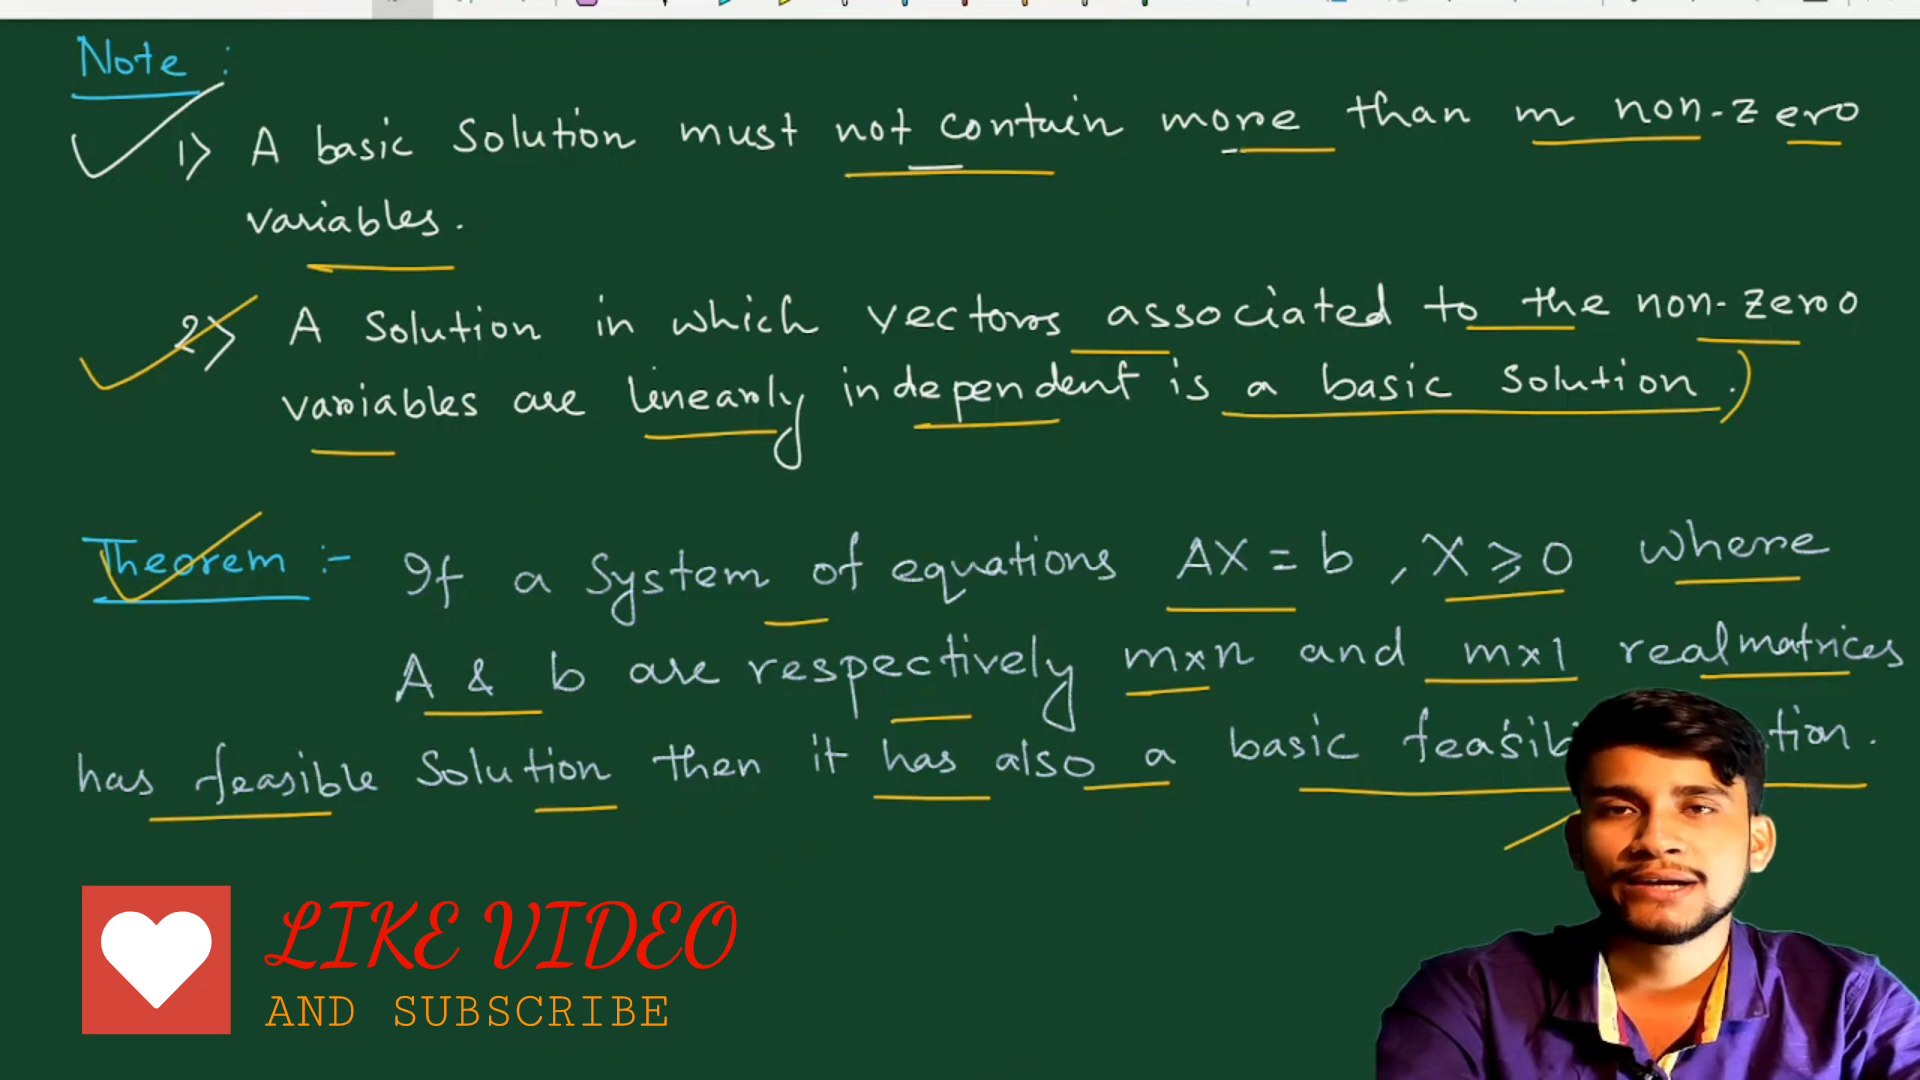 Note :
1) A basic Solution must not contain more than m non-zero
variables.
2) A Solution in which vectors associated to the non-zero
variables are linearly independent is a basic solution.)
Theorem :- If a System of equations AX = b , X ⩾ 0 where
A & b are respectively m×n and m×1 real matrices
has feasible Solution then it has also a basic
LIKE VIDEO
AND SUBSCRIBE